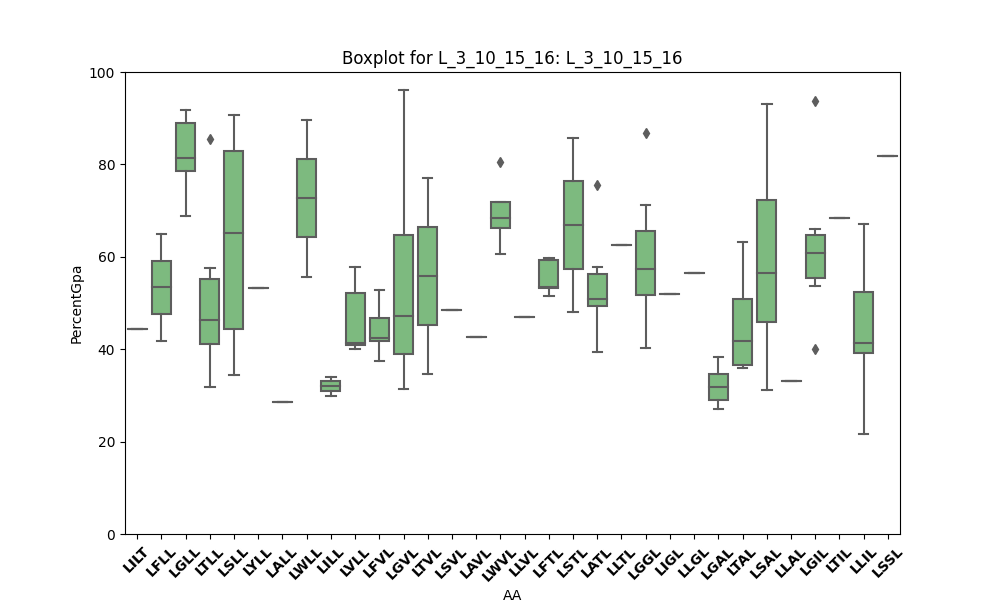 Boxplot for L_3_10_15_16: L_3_10_15_16
100
80
60
40
20
0
PercentGpa
LILT LFLL LGLL LTLL LSLL LYLL LALL LWLL LILL LVLL LFVL LGVL LTVL LSVL LAVL LWVL LLVL LFTL LSTL LATL LLTL LGGL LIGL LLGL LGAL LTAL LSAL LLAL LGIL LTIL LLIL LSSL
AA